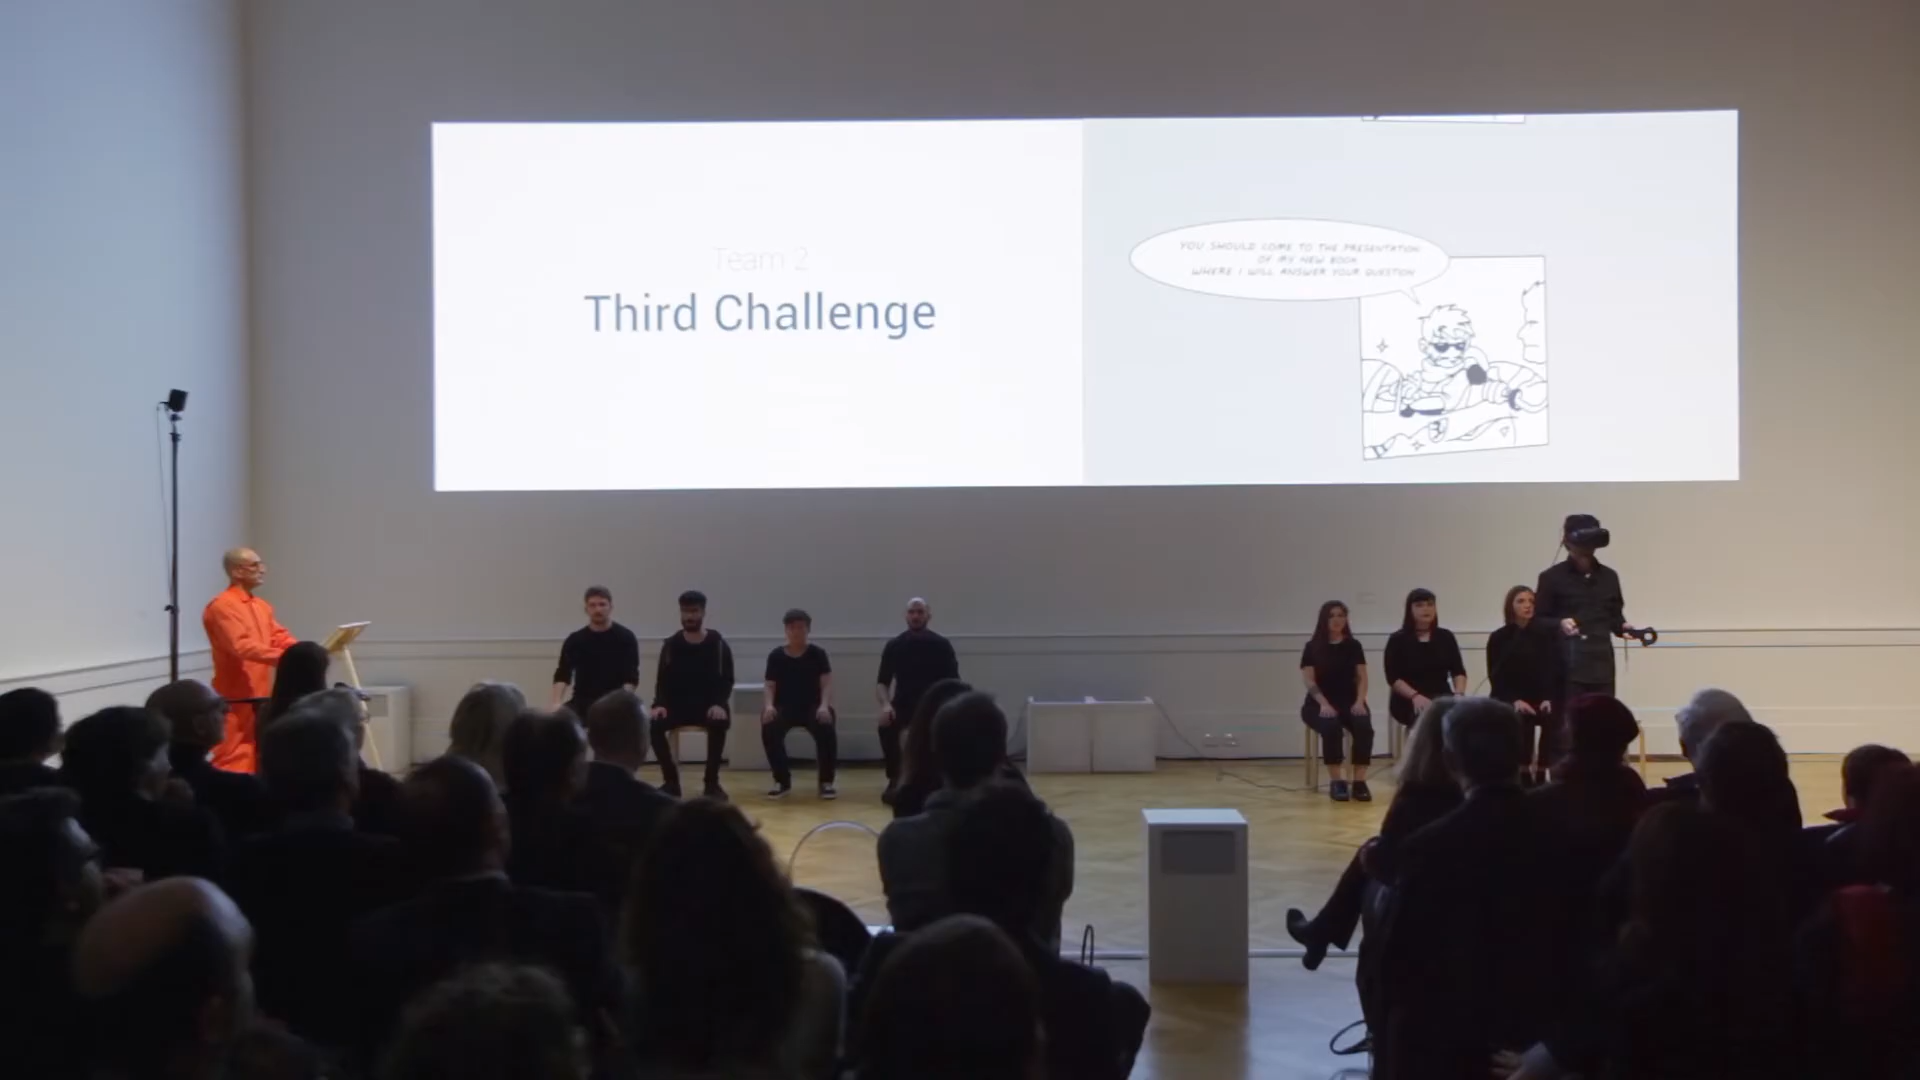 Team 2
Third Challenge
YOU SHOULD COME TO THE PRESENTATION
OF MY NEW BOOK
WHERE I WILL ANSWER YOUR QUESTION